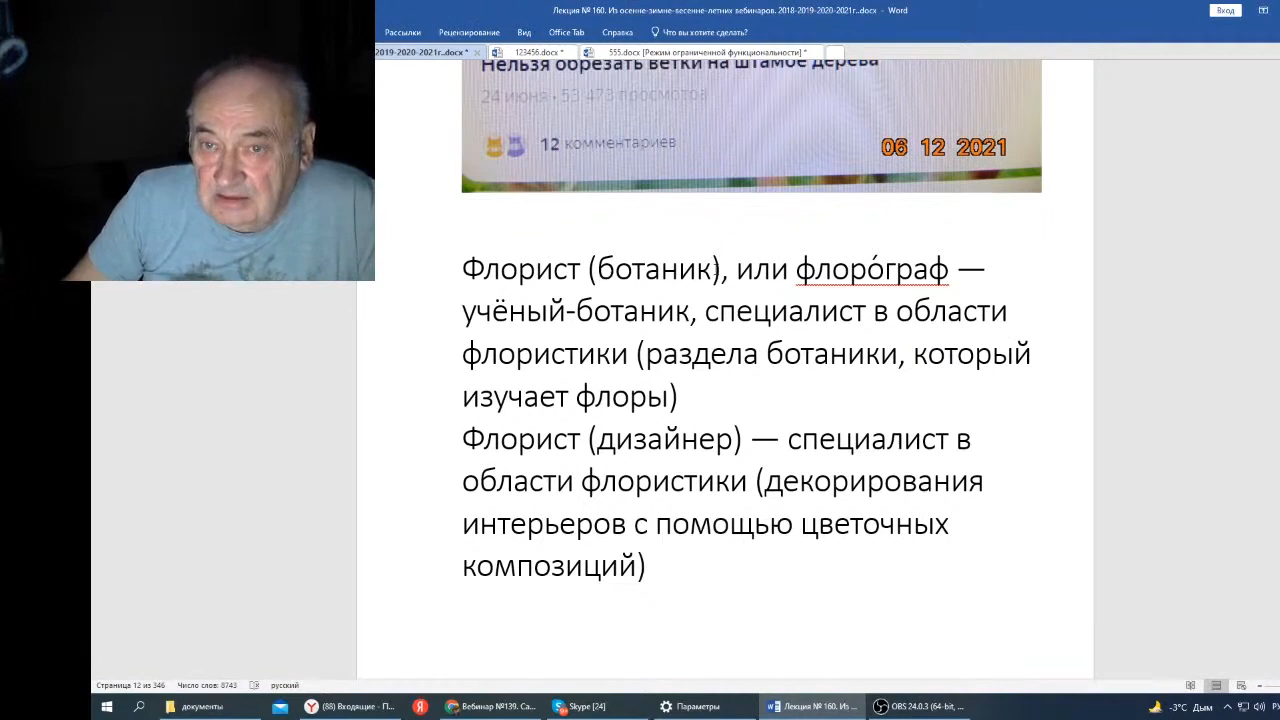 Лекция № 160. Из осенне-зимне-весенне-летних вебинаров. 2018-2019-2020-2021г..docx - Word
Вход
Рассылки Рецензирование Вид Office Tab Справка Что вы хотите сделать?
2019-2020-2021г..docx * 123456.docx * 555.docx [Режим ограниченной функциональности] *
Нельзя обрезать ветки на штамбе дерева
24 июня • 53 473 просмотров
12 комментариев
06 12 2021
Флорист (ботаник), или флоро́граф —
учёный-ботаник, специалист в области
флористики (раздела ботаники, который
изучает флоры)
Флорист (дизайнер) — специалист в
области флористики (декорирования
интерьеров с помощью цветочных
композиций)
Страница 12 из 346 Число слов: 8743 русский
документы (88) Входящие - П... Я Вебинар №139. Са... Skype [24] Параметры Лекция № 160. Из ... OBS 24.0.3 (64-bit, ... -3°C Дым